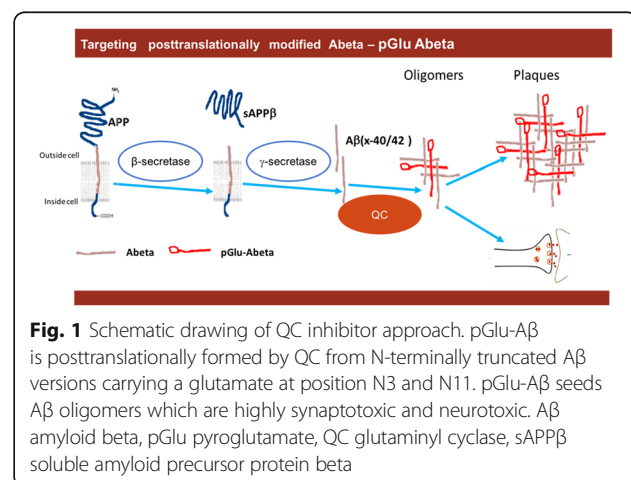 Targeting posttranslationally modified Abeta – pGlu Abeta
Oligomers Plaques
NH₂
APP
sAPPβ
Aβ(x-40/42 )
Outside cell
β-secretase
γ-secretase
Inside cell
-COOH
QC
Abeta
pGlu-Abeta
Fig. 1 Schematic drawing of QC inhibitor approach. pGlu-Aβ
is posttranslationally formed by QC from N-terminally truncated Aβ
versions carrying a glutamate at position N3 and N11. pGlu-Aβ seeds
Aβ oligomers which are highly synaptotoxic and neurotoxic. Aβ
amyloid beta, pGlu pyroglutamate, QC glutaminyl cyclase, sAPPβ
soluble amyloid precursor protein beta